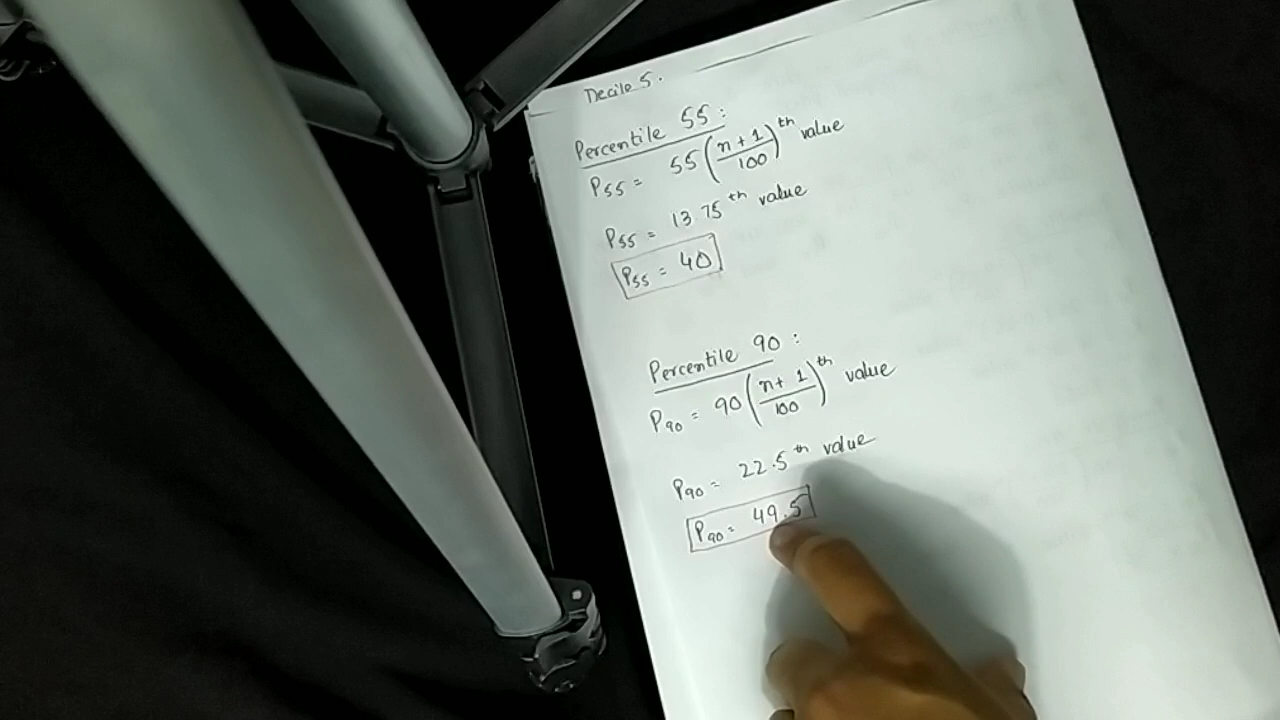 Decile 5.
Percentile 55:
P55 = 55 (n + 1 / 100)th value
P55 = 13 75th value
P55 = 40
Percentile 90:
P90 = 90 (n + 1 / 100)th value
P90 = 22.5th value
P90 = 49.5